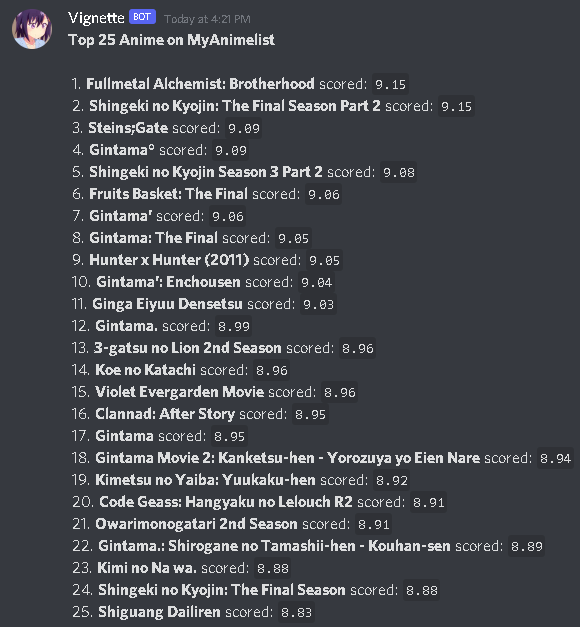 Vignette BOT Today at 4:21 PM
Top 25 Anime on MyAnimelist
1. Fullmetal Alchemist: Brotherhood scored: 9.15
2. Shingeki no Kyojin: The Final Season Part 2 scored: 9.15
3. Steins;Gate scored: 9.09
4. Gintama° scored: 9.09
5. Shingeki no Kyojin Season 3 Part 2 scored: 9.08
6. Fruits Basket: The Final scored: 9.06
7. Gintama' scored: 9.06
8. Gintama: The Final scored: 9.05
9. Hunter x Hunter (2011) scored: 9.05
10. Gintama': Enchousen scored: 9.04
11. Ginga Eiyuu Densetsu scored: 9.03
12. Gintama. scored: 8.99
13. 3-gatsu no Lion 2nd Season scored: 8.96
14. Koe no Katachi scored: 8.96
15. Violet Evergarden Movie scored: 8.96
16. Clannad: After Story scored: 8.95
17. Gintama scored: 8.95
18. Gintama Movie 2: Kanketsu-hen - Yorozuya yo Eien Nare scored: 8.94
19. Kimetsu no Yaiba: Yuukaku-hen scored: 8.92
20. Code Geass: Hangyaku no Lelouch R2 scored: 8.91
21. Owarimonogatari 2nd Season scored: 8.91
22. Gintama.: Shirogane no Tamashii-hen - Kouhan-sen scored: 8.89
23. Kimi no Na wa. scored: 8.88
24. Shingeki no Kyojin: The Final Season scored: 8.88
25. Shiguang Dailiren scored: 8.83